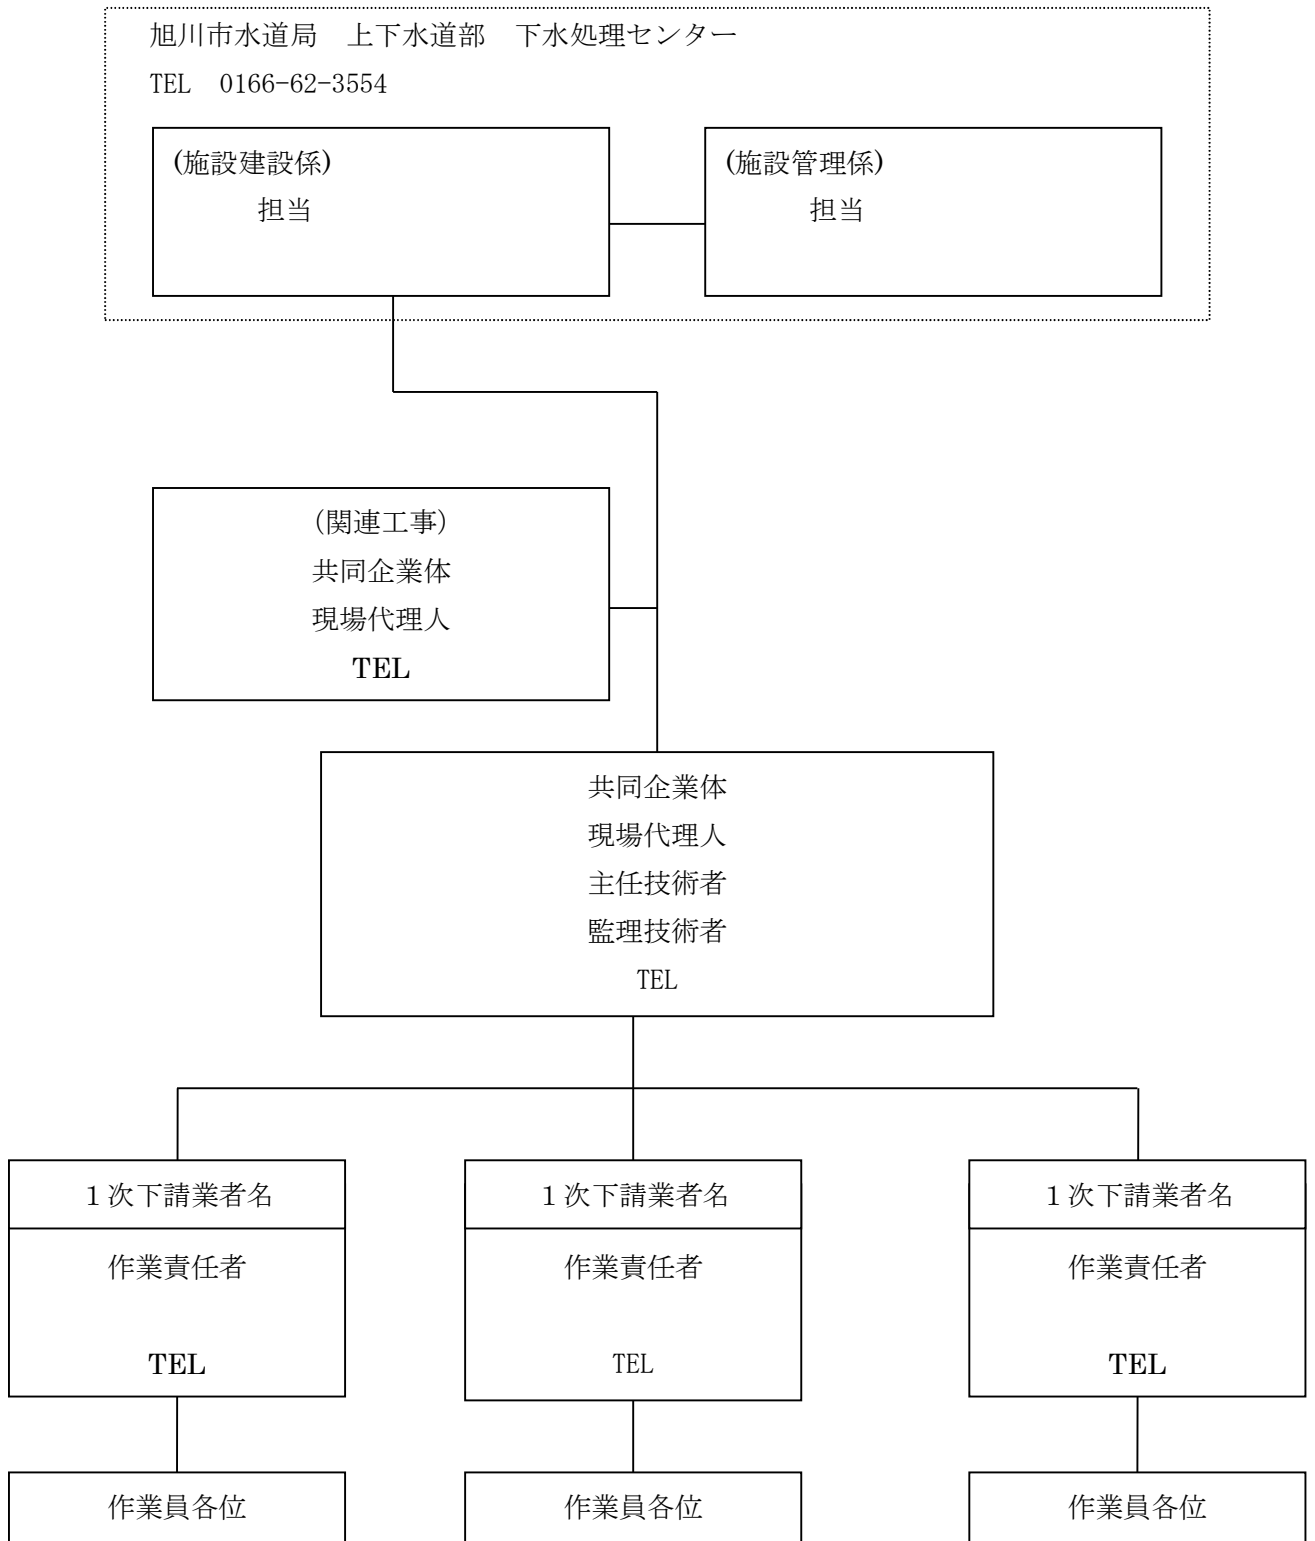 旭川市水道局　上下水道部　下水処理センター
TEL　0166-62-3554
(施設建設係)
担当
(施設管理係)
担当
(関連工事)
共同企業体
現場代理人
TEL
共同企業体
現場代理人
主任技術者
監理技術者
TEL
１次下請業者名
作業責任者
TEL
作業員各位
１次下請業者名
作業責任者
TEL
作業員各位
１次下請業者名
作業責任者
TEL
作業員各位